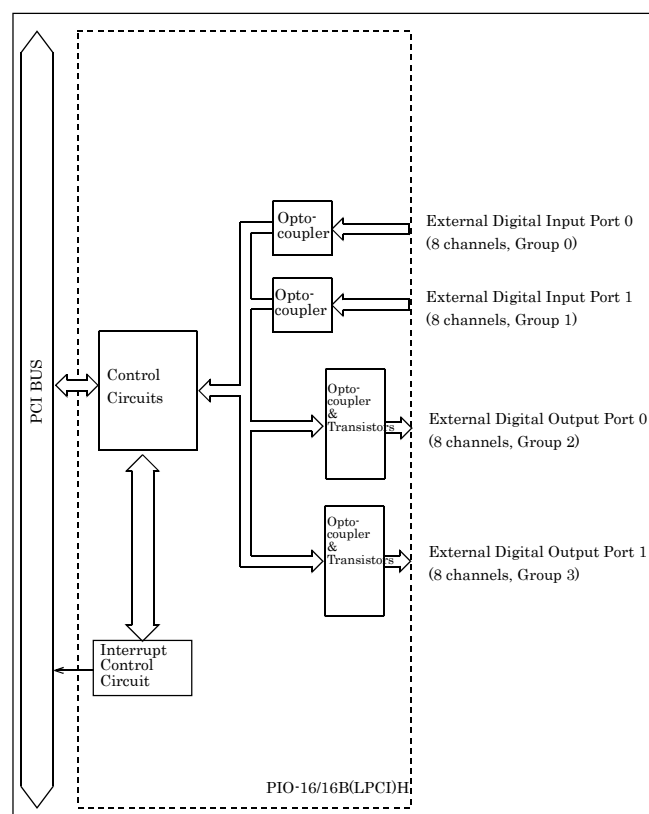 PCI BUS
Control
Circuits
Interrupt
Control
Circuit
Opto-
coupler
Opto-
coupler
Opto-
coupler
&
Transistors
Opto-
coupler
&
Transistors
External Digital Input Port 0
(8 channels, Group 0)
External Digital Input Port 1
(8 channels, Group 1)
External Digital Output Port 0
(8 channels, Group 2)
External Digital Output Port 1
(8 channels, Group 3)
PIO-16/16B(LPCI)H